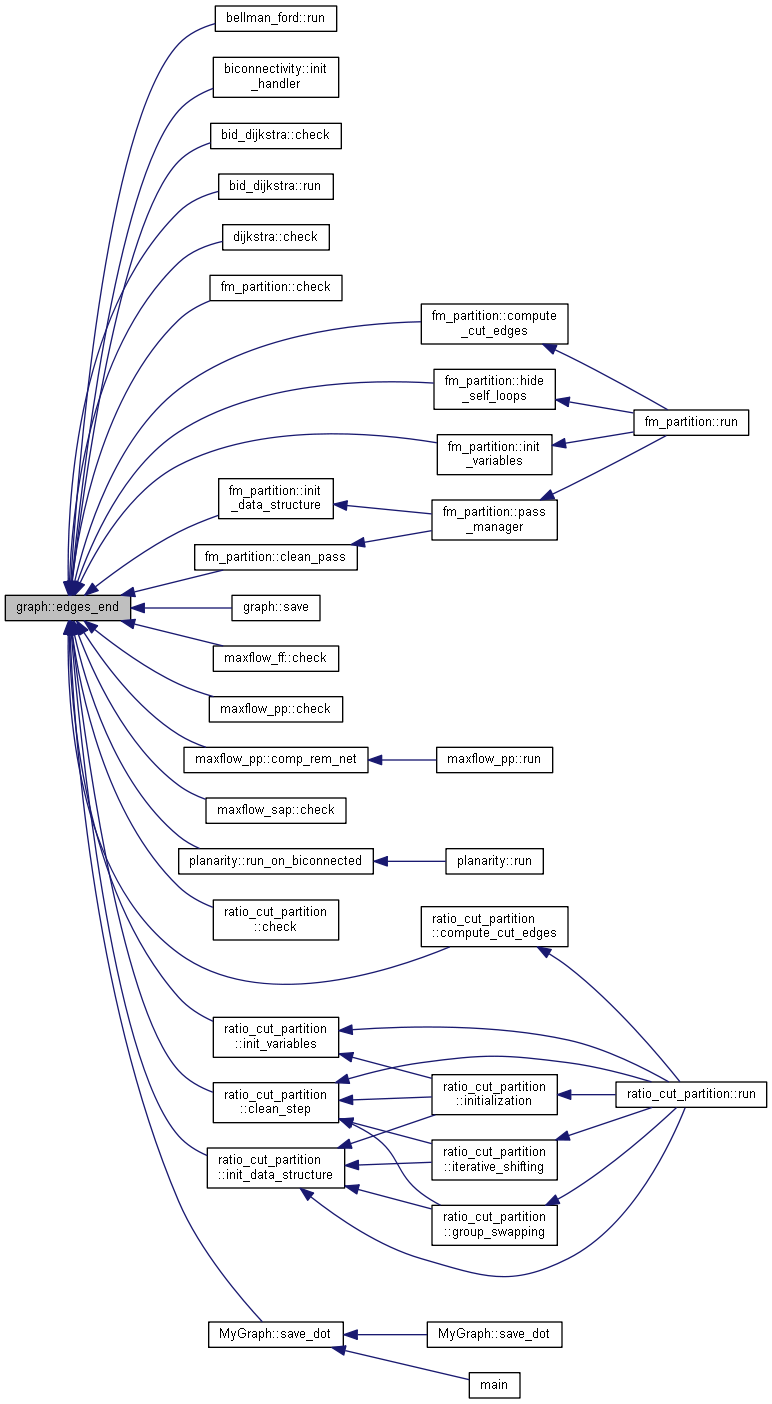 bellman_ford::run
biconnectivity::init
_handler
bid_dijkstra::check
bid_dijkstra::run
dijkstra::check
fm_partition::check
fm_partition::compute
_cut_edges
fm_partition::hide
_self_loops
fm_partition::run
fm_partition::init
_variables
fm_partition::init
_data_structure
fm_partition::pass
_manager
fm_partition::clean_pass
graph::edges_end
graph::save
maxflow_ff::check
maxflow_pp::check
maxflow_pp::comp_rem_net
maxflow_pp::run
maxflow_sap::check
planarity::run_on_biconnected
planarity::run
ratio_cut_partition
::check
ratio_cut_partition
::compute_cut_edges
ratio_cut_partition
::init_variables
ratio_cut_partition
::clean_step
ratio_cut_partition
::initialization
ratio_cut_partition::run
ratio_cut_partition
::init_data_structure
ratio_cut_partition
::iterative_shifting
ratio_cut_partition
::group_swapping
MyGraph::save_dot
MyGraph::save_dot
main